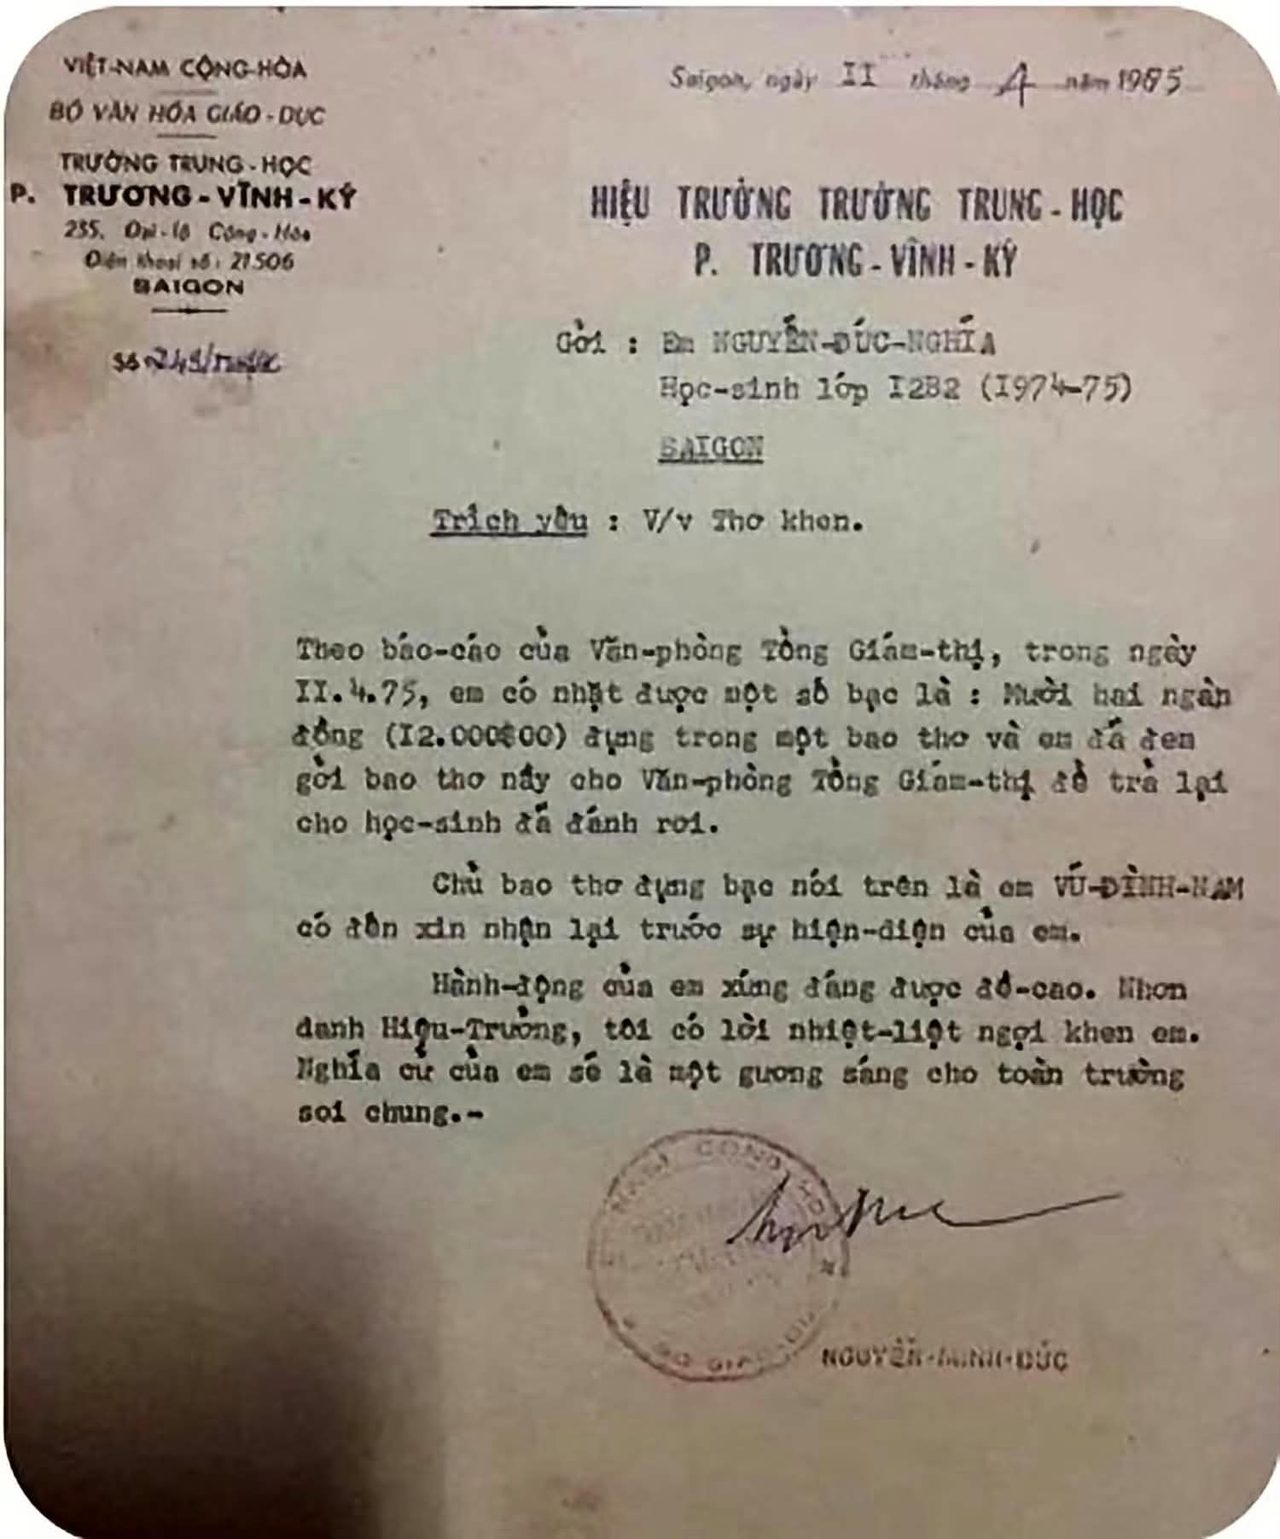 VIỆT-NAM CỘNG-HÒA
BỘ VĂN HÓA GIÁO-DỤC
TRƯỜNG TRUNG-HỌC
P. TRƯƠNG-VĨNH-KÝ
235, Đại-lộ Cộng-Hòa
Điện thoại số: 21506
SAIGON
Số
Saigon, ngày II tháng 4 năm 1975
HIỆU TRƯỞNG TRƯỜNG TRUNG-HỌC
P. TRƯƠNG-VĨNH-KÝ
Gởi : Em NGUYỄN-ĐỨC-NGHĨA
Học-sinh lớp I2B2 (I974-75)
SAIGON
Trích yếu : V/v Thơ khen.
Theo báo-cáo của Văn-phòng Tổng Giám-thị, trong ngày
II.4.75, em có nhặt được một số bạc là : Mười hai ngàn
đồng (I2.000$00) đựng trong một bao thơ và em đã đem
gởi bao thơ nầy cho Văn-phòng Tổng Giám-thị để trả lại
cho học-sinh đã đánh rơi.
Chủ bao thơ đựng bạc nói trên là em VŨ-ĐÌNH-NAM
có đến xin nhận lại trước sự hiện-diện của em.
Hành-động của em xứng đáng được đề-cao. Nhơn
danh Hiệu-Trưởng, tôi có lời nhiệt-liệt ngợi khen em.
Nghĩa cử của em sẽ là một gương sáng cho toàn trường
soi chung.-
NGUYỄN-MINH-ĐỨC